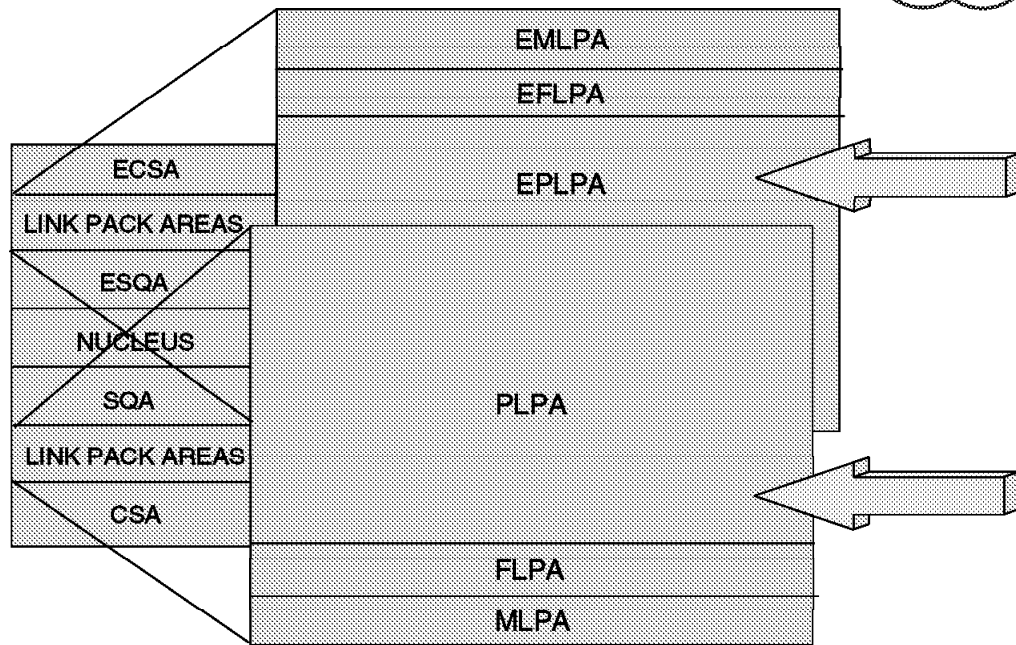 EMLPA
EFLPA
EPLPA
ECSA
LINK PACK AREAS
ESQA
NUCLEUS
SQA
LINK PACK AREAS
CSA
PLPA
FLPA
MLPA